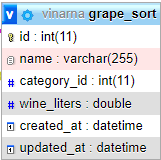 v vinarna grape_sort
id : int(11)
name : varchar(255)
# category_id : int(11)
# wine_liters : double
created_at : datetime
updated_at : datetime